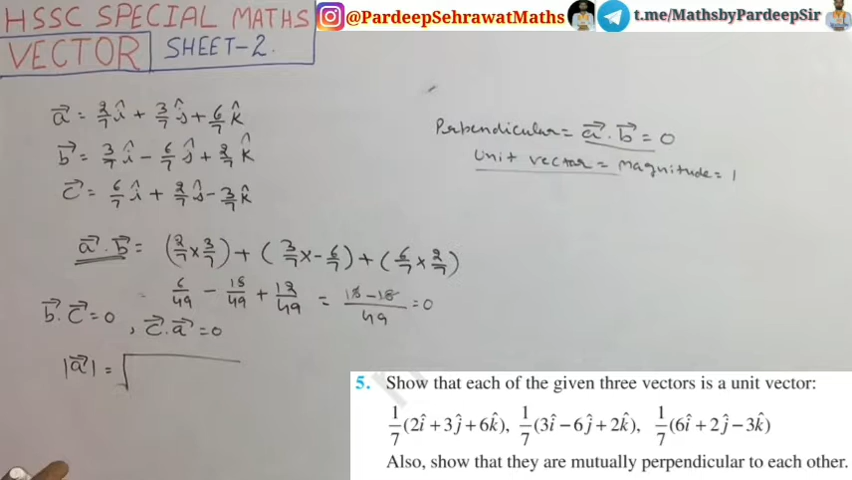 HSSC SPECIAL MATHS
VECTOR SHEET-2.
@PardeepSehrawatMaths
t.me/MathsbyPardeepSir
a⃗ = 2/7 î + 3/7 ĵ + 6/7 k̂
b⃗ = 3/7 î - 6/7 ĵ + 2/7 k̂
c⃗ = 6/7 î + 2/7 ĵ - 3/7 k̂
Perpendicular = a⃗ . b⃗ = 0
Unit vector = Magnitude = 1
a⃗ . b⃗ = (2/7 × 3/7) + (3/7 × -6/7) + (6/7 × 2/7)
6/49 - 18/49 + 12/49 = 18-18/49 = 0
b⃗ . c⃗ = 0 , c⃗ . a⃗ = 0
|a⃗| = √
5. Show that each of the given three vectors is a unit vector:
1/7 (2î + 3ĵ + 6k̂), 1/7 (3î − 6ĵ + 2k̂), 1/7 (6î + 2ĵ − 3k̂)
Also, show that they are mutually perpendicular to each other.